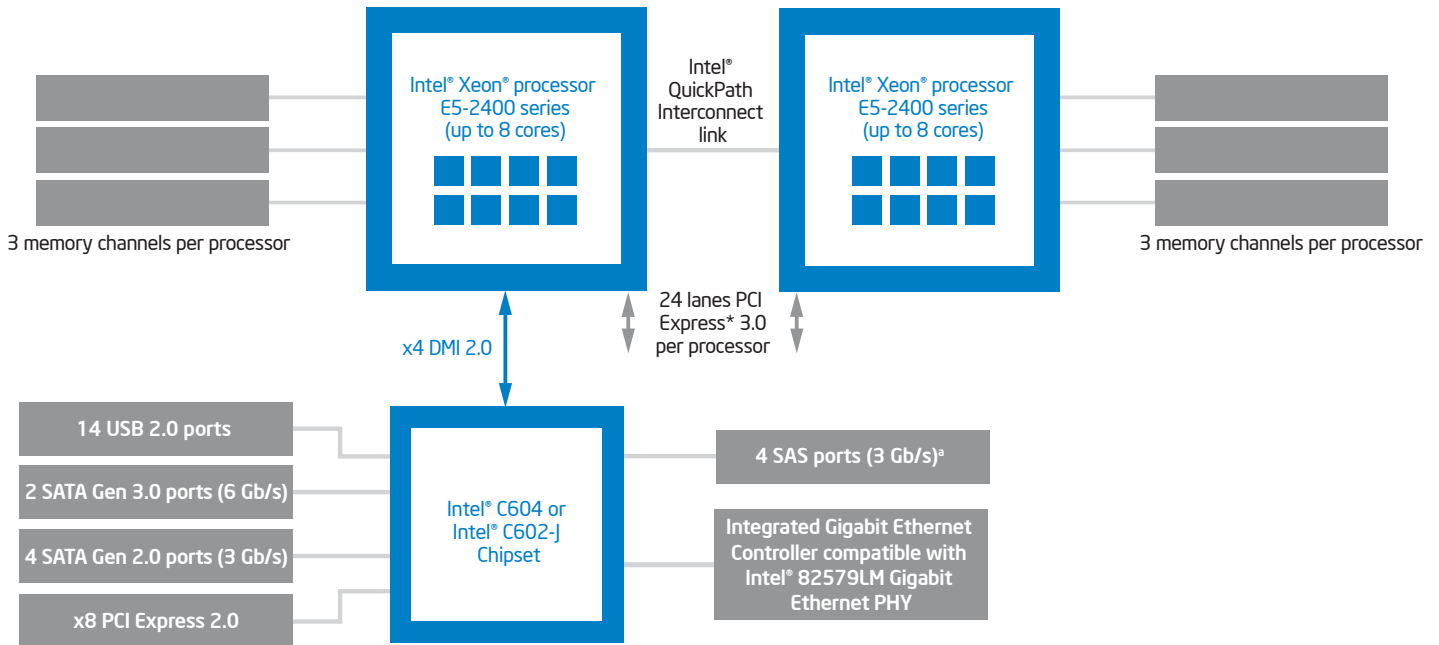 Intel® Xeon® processor
E5-2400 series
(up to 8 cores)
Intel®
QuickPath
Interconnect
link
Intel® Xeon® processor
E5-2400 series
(up to 8 cores)
3 memory channels per processor
3 memory channels per processor
24 lanes PCI
Express* 3.0
per processor
x4 DMI 2.0
14 USB 2.0 ports
2 SATA Gen 3.0 ports (6 Gb/s)
4 SATA Gen 2.0 ports (3 Gb/s)
x8 PCI Express 2.0
Intel® C604 or
Intel® C602-J
Chipset
4 SAS ports (3 Gb/s)ᵃ
Integrated Gigabit Ethernet
Controller compatible with
Intel® 82579LM Gigabit
Ethernet PHY